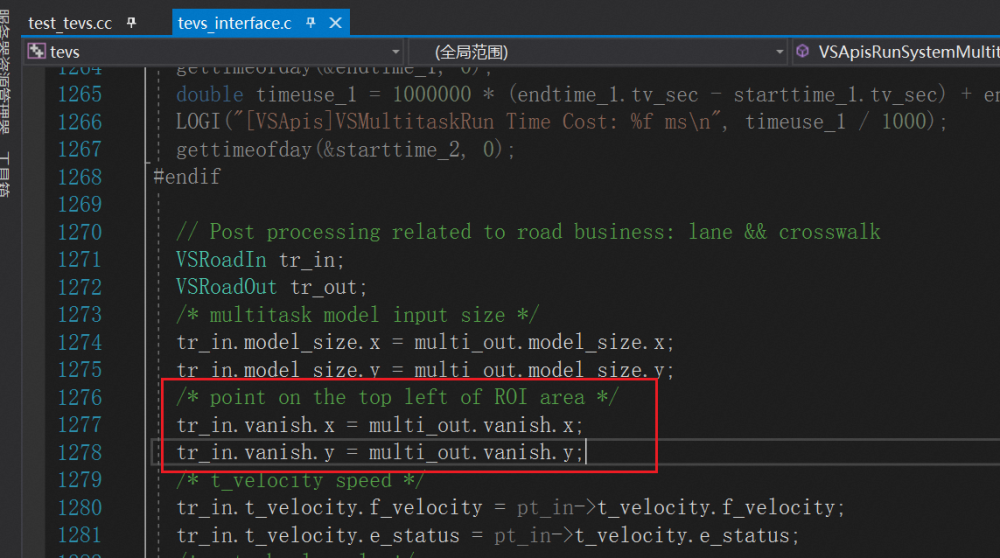 服务器资源管理器
工具箱
test_tevs.cc
tevs_interface.c
tevs
(全局范围)
VSApisRunSystemMultit
1264 gettimeofday(&endtime_1, 0);
1265 double timeuse_1 = 1000000 * (endtime_1.tv_sec - starttime_1.tv_sec) + en
1266 LOGI("[VSApis]VSMultitaskRun Time Cost: %f ms\n", timeuse_1 / 1000);
1267 gettimeofday(&starttime_2, 0);
1268 #endif
1269
1270 // Post processing related to road business: lane && crosswalk
1271 VSRoadIn tr_in;
1272 VSRoadOut tr_out;
1273 /* multitask model input size */
1274 tr_in.model_size.x = multi_out.model_size.x;
1275 tr_in.model_size.y = multi_out.model_size.y;
1276 /* point on the top left of ROI area */
1277 tr_in.vanish.x = multi_out.vanish.x;
1278 tr_in.vanish.y = multi_out.vanish.y;
1279 /* t_velocity speed */
1280 tr_in.t_velocity.f_velocity = pt_in->t_velocity.f_velocity;
1281 tr_in.t_velocity.e_status = pt_in->t_velocity.e_status;